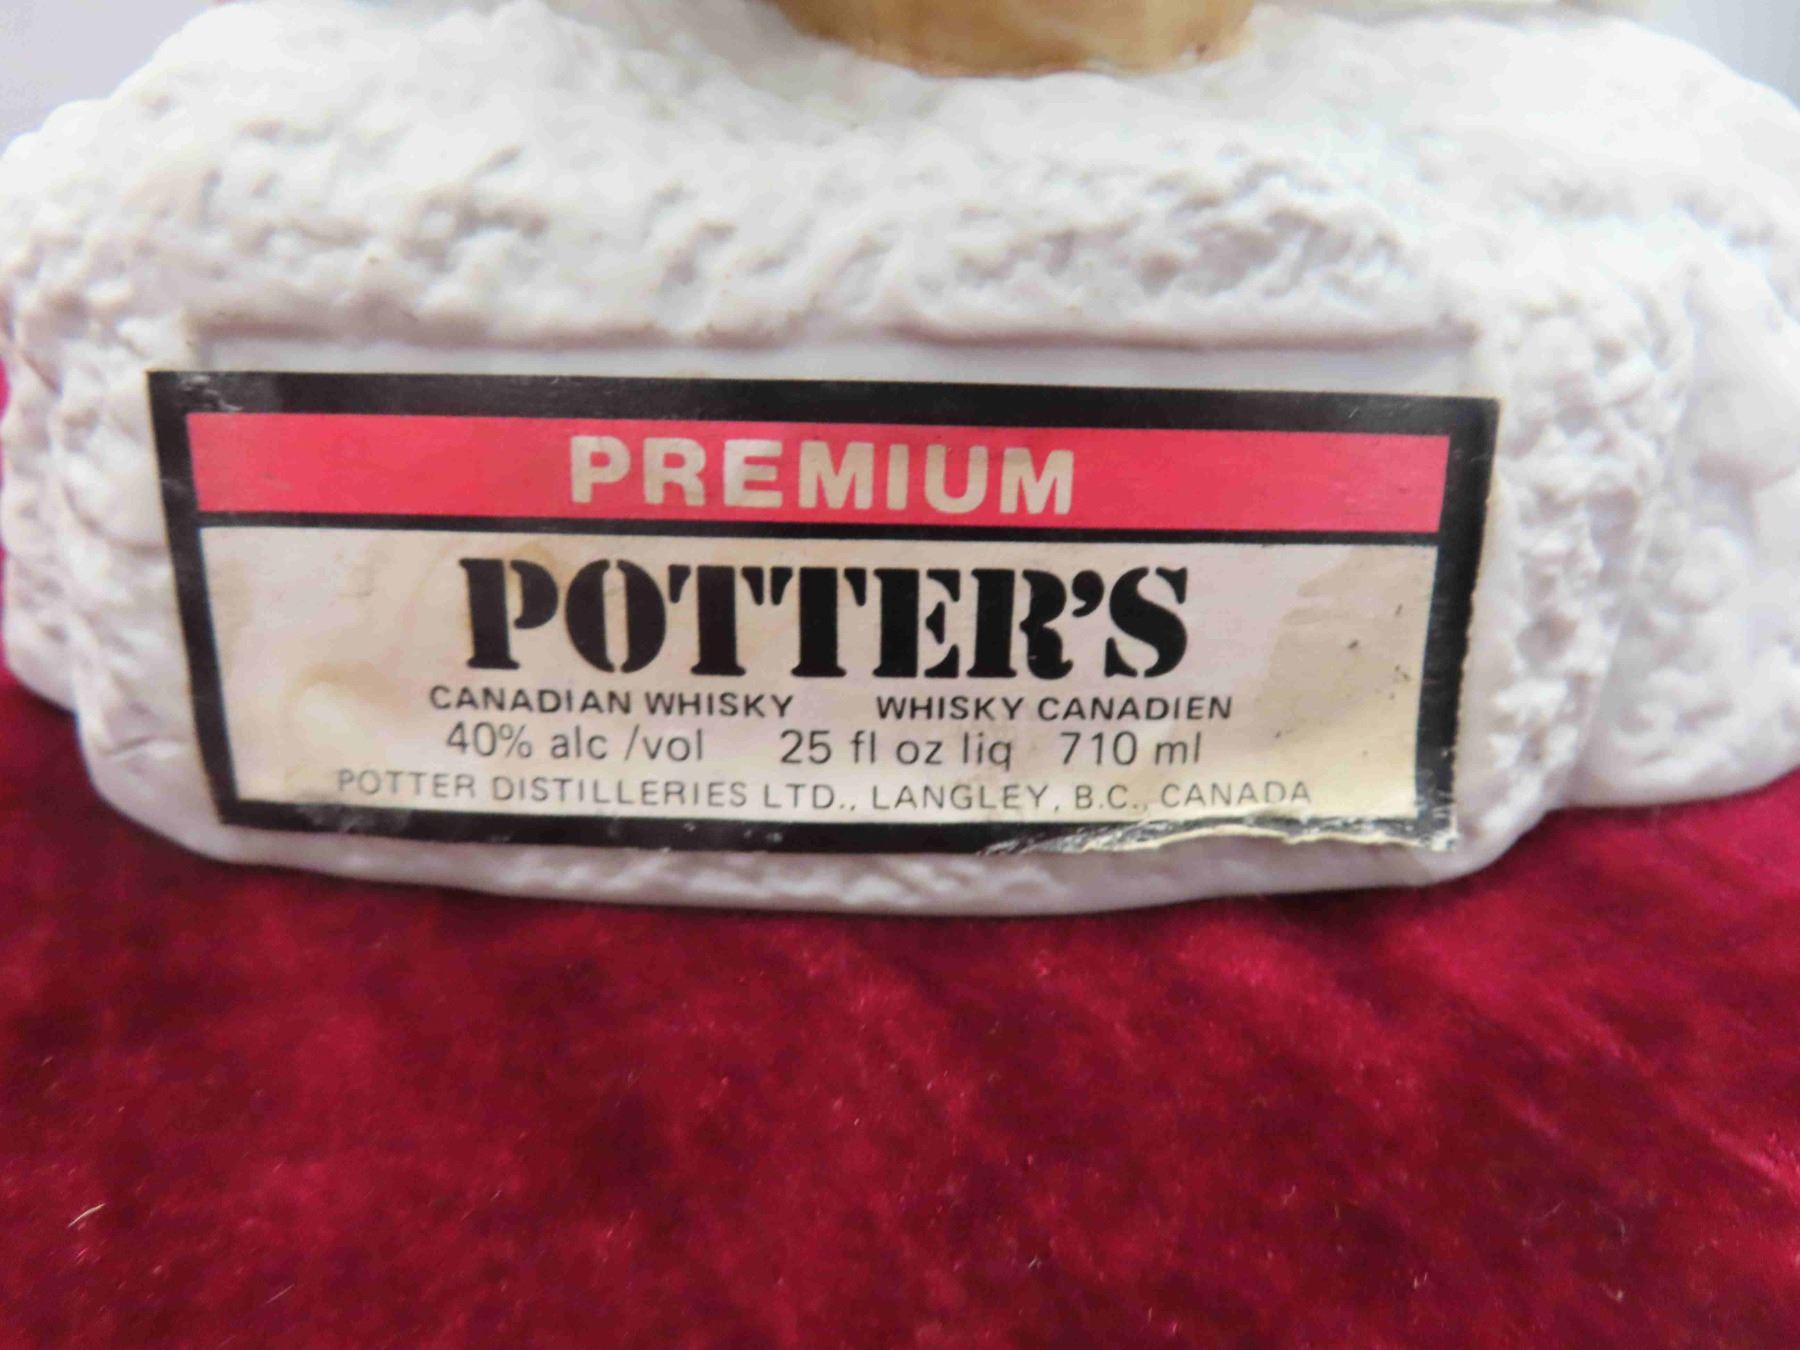 PREMIUM
POTTER'S
CANADIAN WHISKY WHISKY CANADIEN
40% alc /vol 25 fl oz liq 710 ml
POTTER DISTILLERIES LTD., LANGLEY, B.C., CANADA